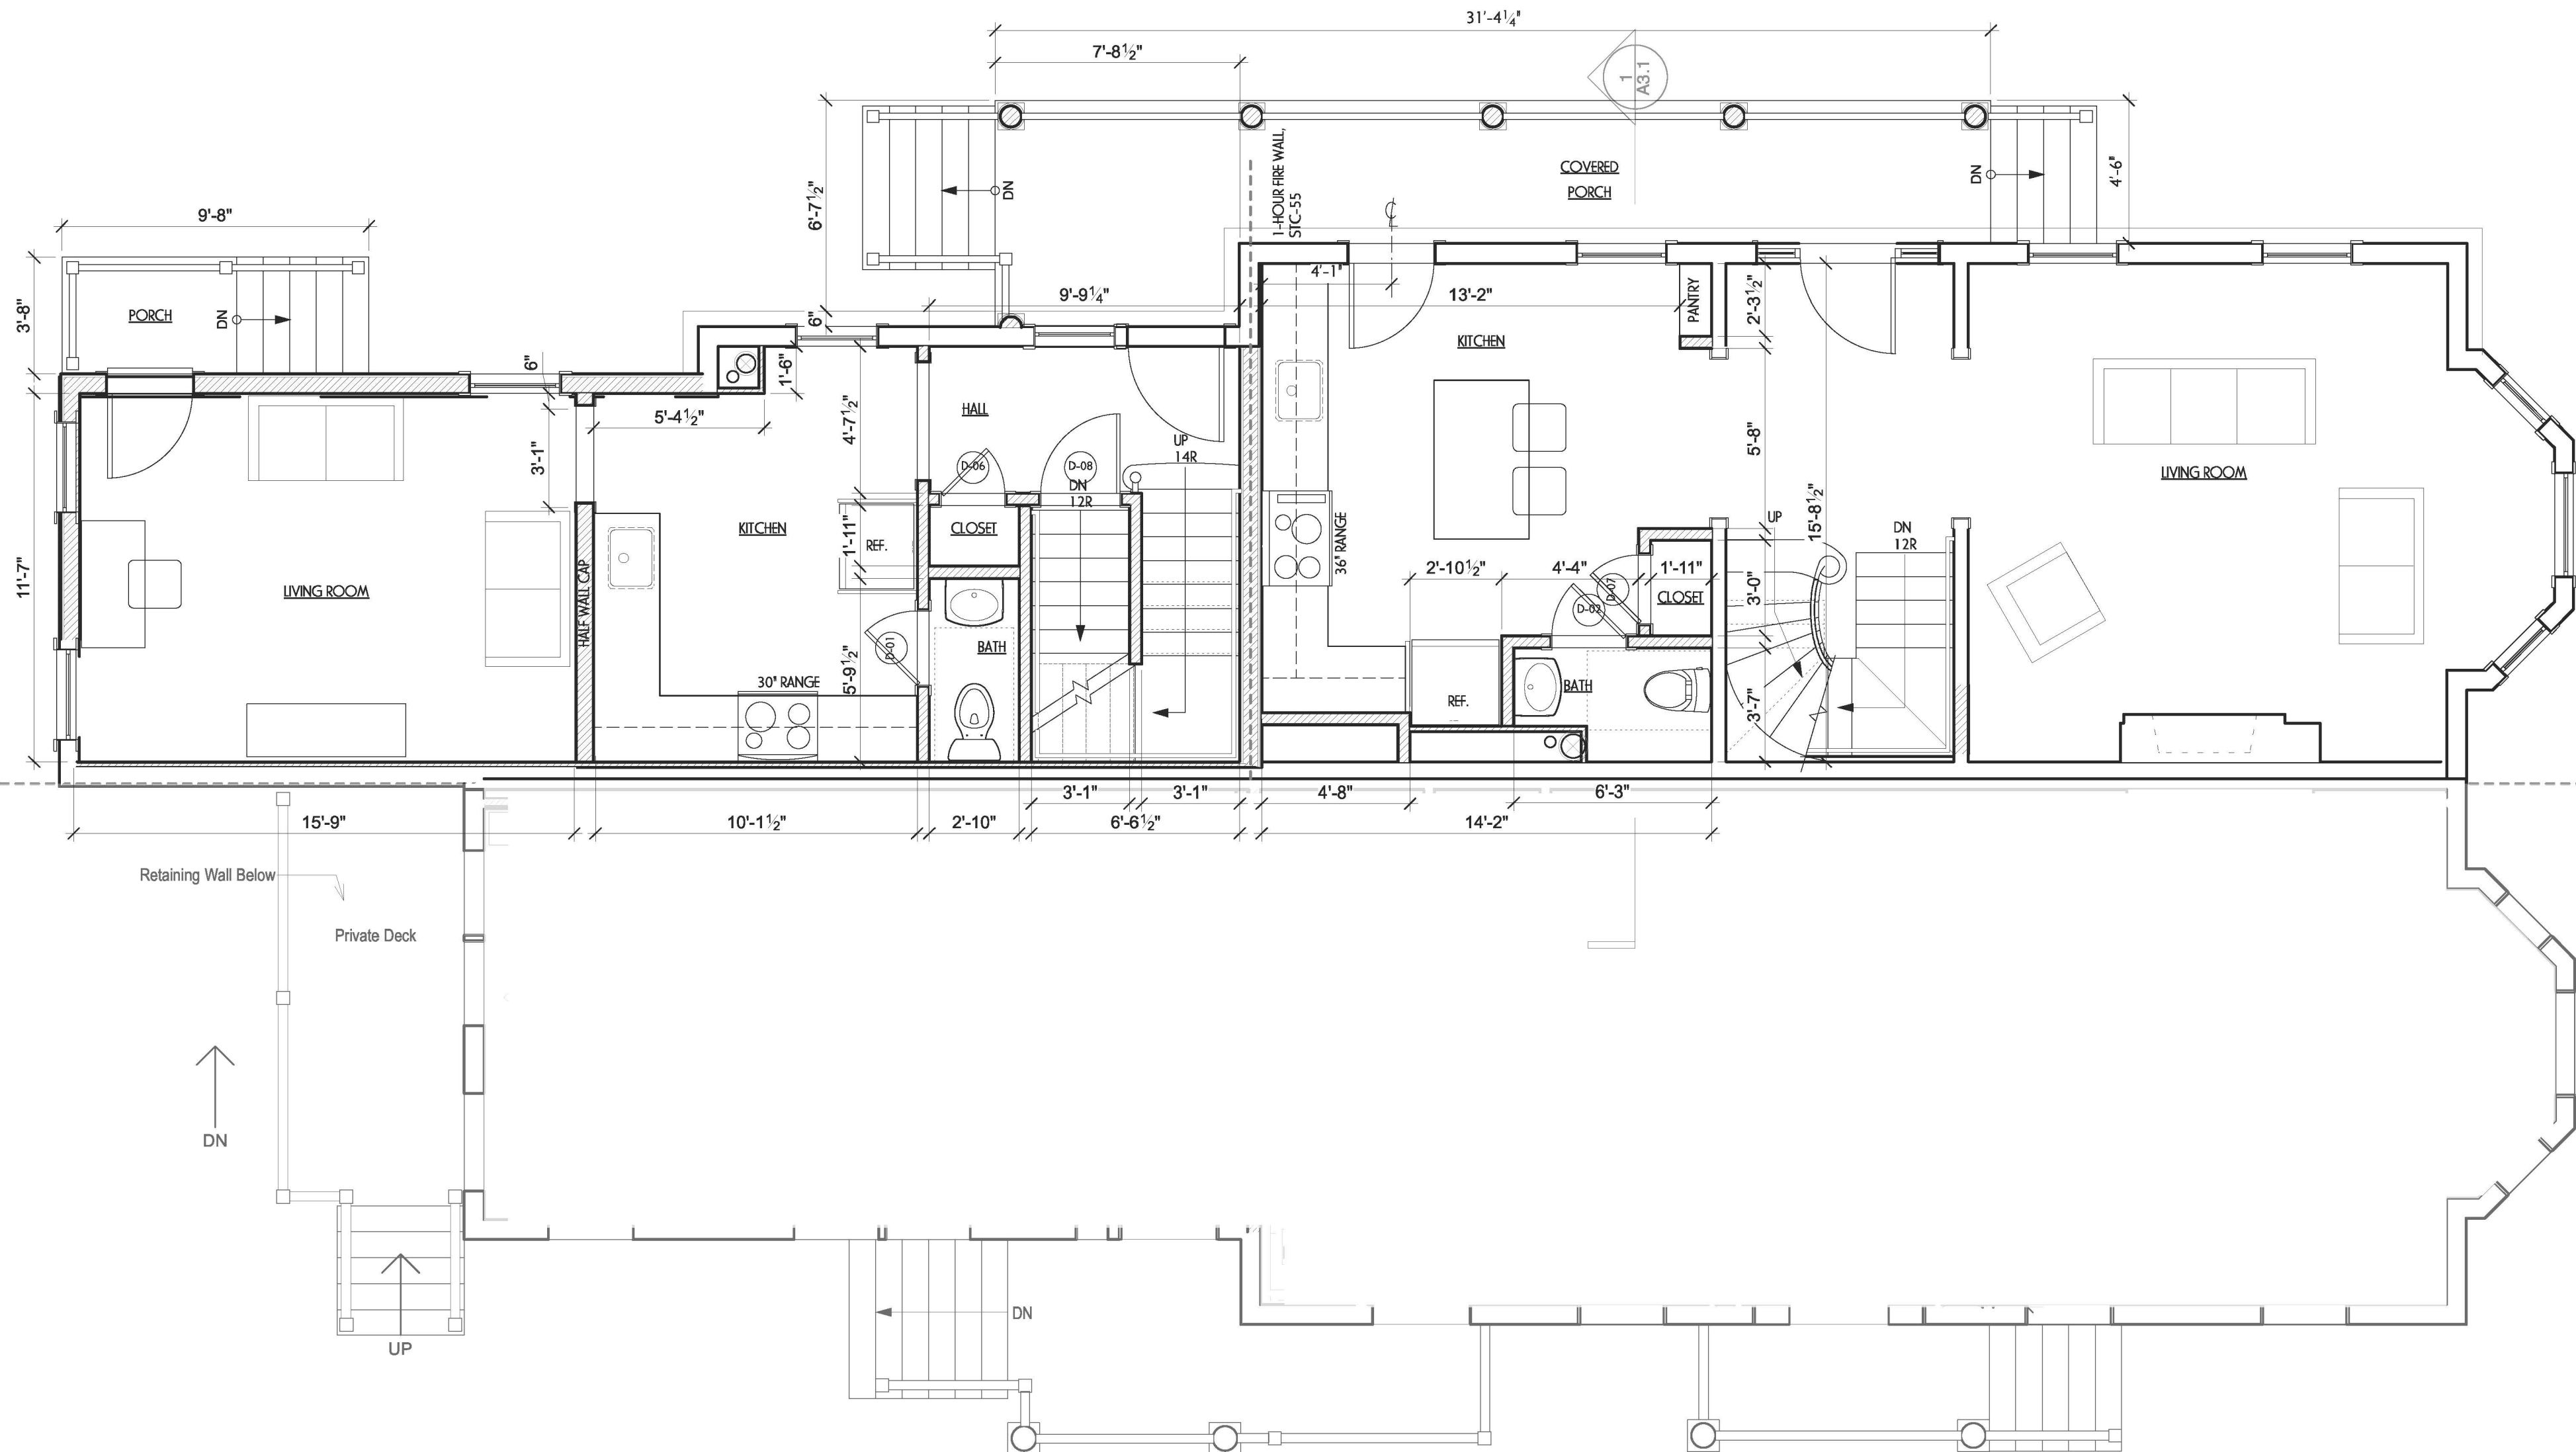 31'-4¼"
7'-8½"
1
A3.1
1-HOUR FIRE WALL,
STC-55
COVERED
PORCH
DN
DN
4'-6"
6'-7½"
9'-8"
3'-8"
PORCH
DN
6"
6"
9'-9¼"
4'-1"
13'-2"
PANTRY
2'-3½"
KITCHEN
1'-6"
5'-4½"
4'-7½"
HALL
3'-1"
UP
14R
D-06
D-08
DN
12R
5'-8"
LIVING ROOM
15'-8½"
UP
DN
12R
11'-7"
LIVING ROOM
HALF WALL CAP
KITCHEN
1'-11"
REF.
CLOSET
36" RANGE
2'-10½"
4'-4"
1'-11"
D-07
D-02
CLOSET
3'-0"
D-01
BATH
5'-9½"
30" RANGE
REF.
BATH
3'-7"
3'-1"
3'-1"
4'-8"
6'-3"
15'-9"
10'-1½"
2'-10"
6'-6½"
14'-2"
Retaining Wall Below
Private Deck
DN
UP
DN